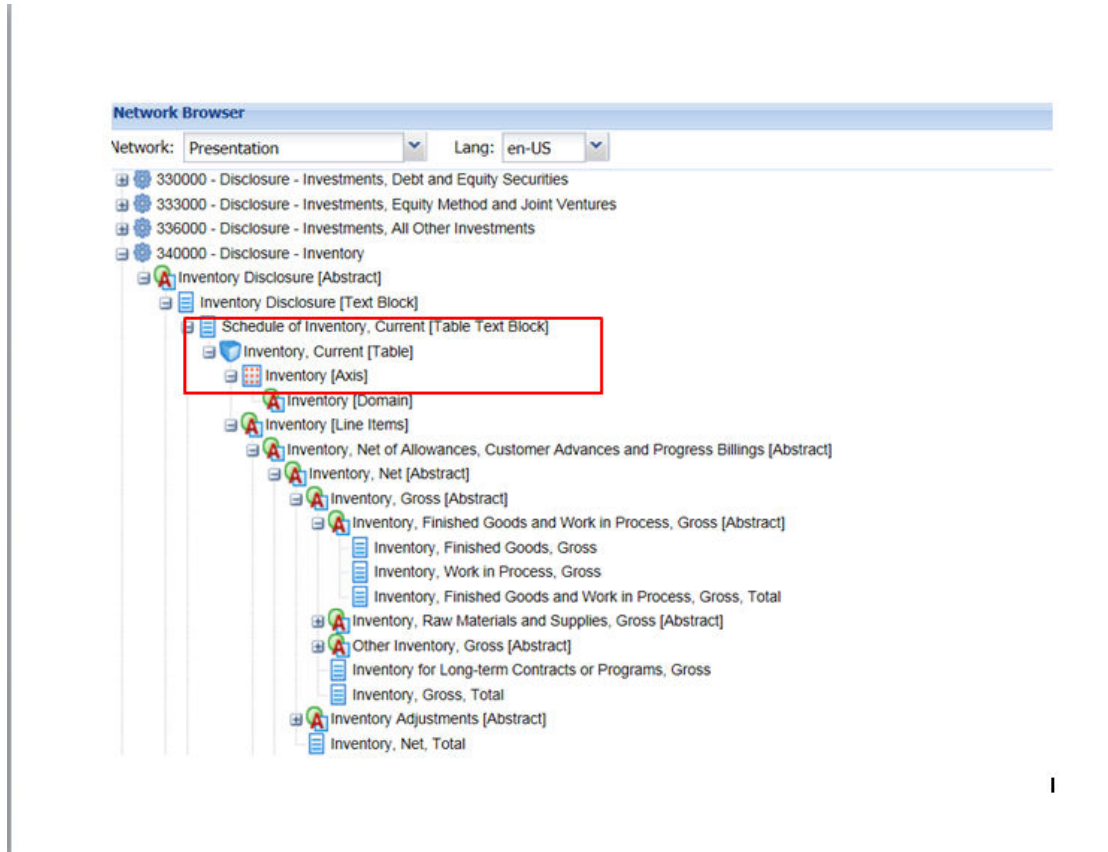 Network Browser
Network: Presentation Lang: en-US
330000 - Disclosure - Investments, Debt and Equity Securities
333000 - Disclosure - Investments, Equity Method and Joint Ventures
336000 - Disclosure - Investments, All Other Investments
340000 - Disclosure - Inventory
Inventory Disclosure [Abstract]
Inventory Disclosure [Text Block]
Schedule of Inventory, Current [Table Text Block]
Inventory, Current [Table]
Inventory [Axis]
Inventory [Domain]
Inventory [Line Items]
Inventory, Net of Allowances, Customer Advances and Progress Billings [Abstract]
Inventory, Net [Abstract]
Inventory, Gross [Abstract]
Inventory, Finished Goods and Work in Process, Gross [Abstract]
Inventory, Finished Goods, Gross
Inventory, Work in Process, Gross
Inventory, Finished Goods and Work in Process, Gross, Total
Inventory, Raw Materials and Supplies, Gross [Abstract]
Other Inventory, Gross [Abstract]
Inventory for Long-term Contracts or Programs, Gross
Inventory, Gross, Total
Inventory Adjustments [Abstract]
Inventory, Net, Total